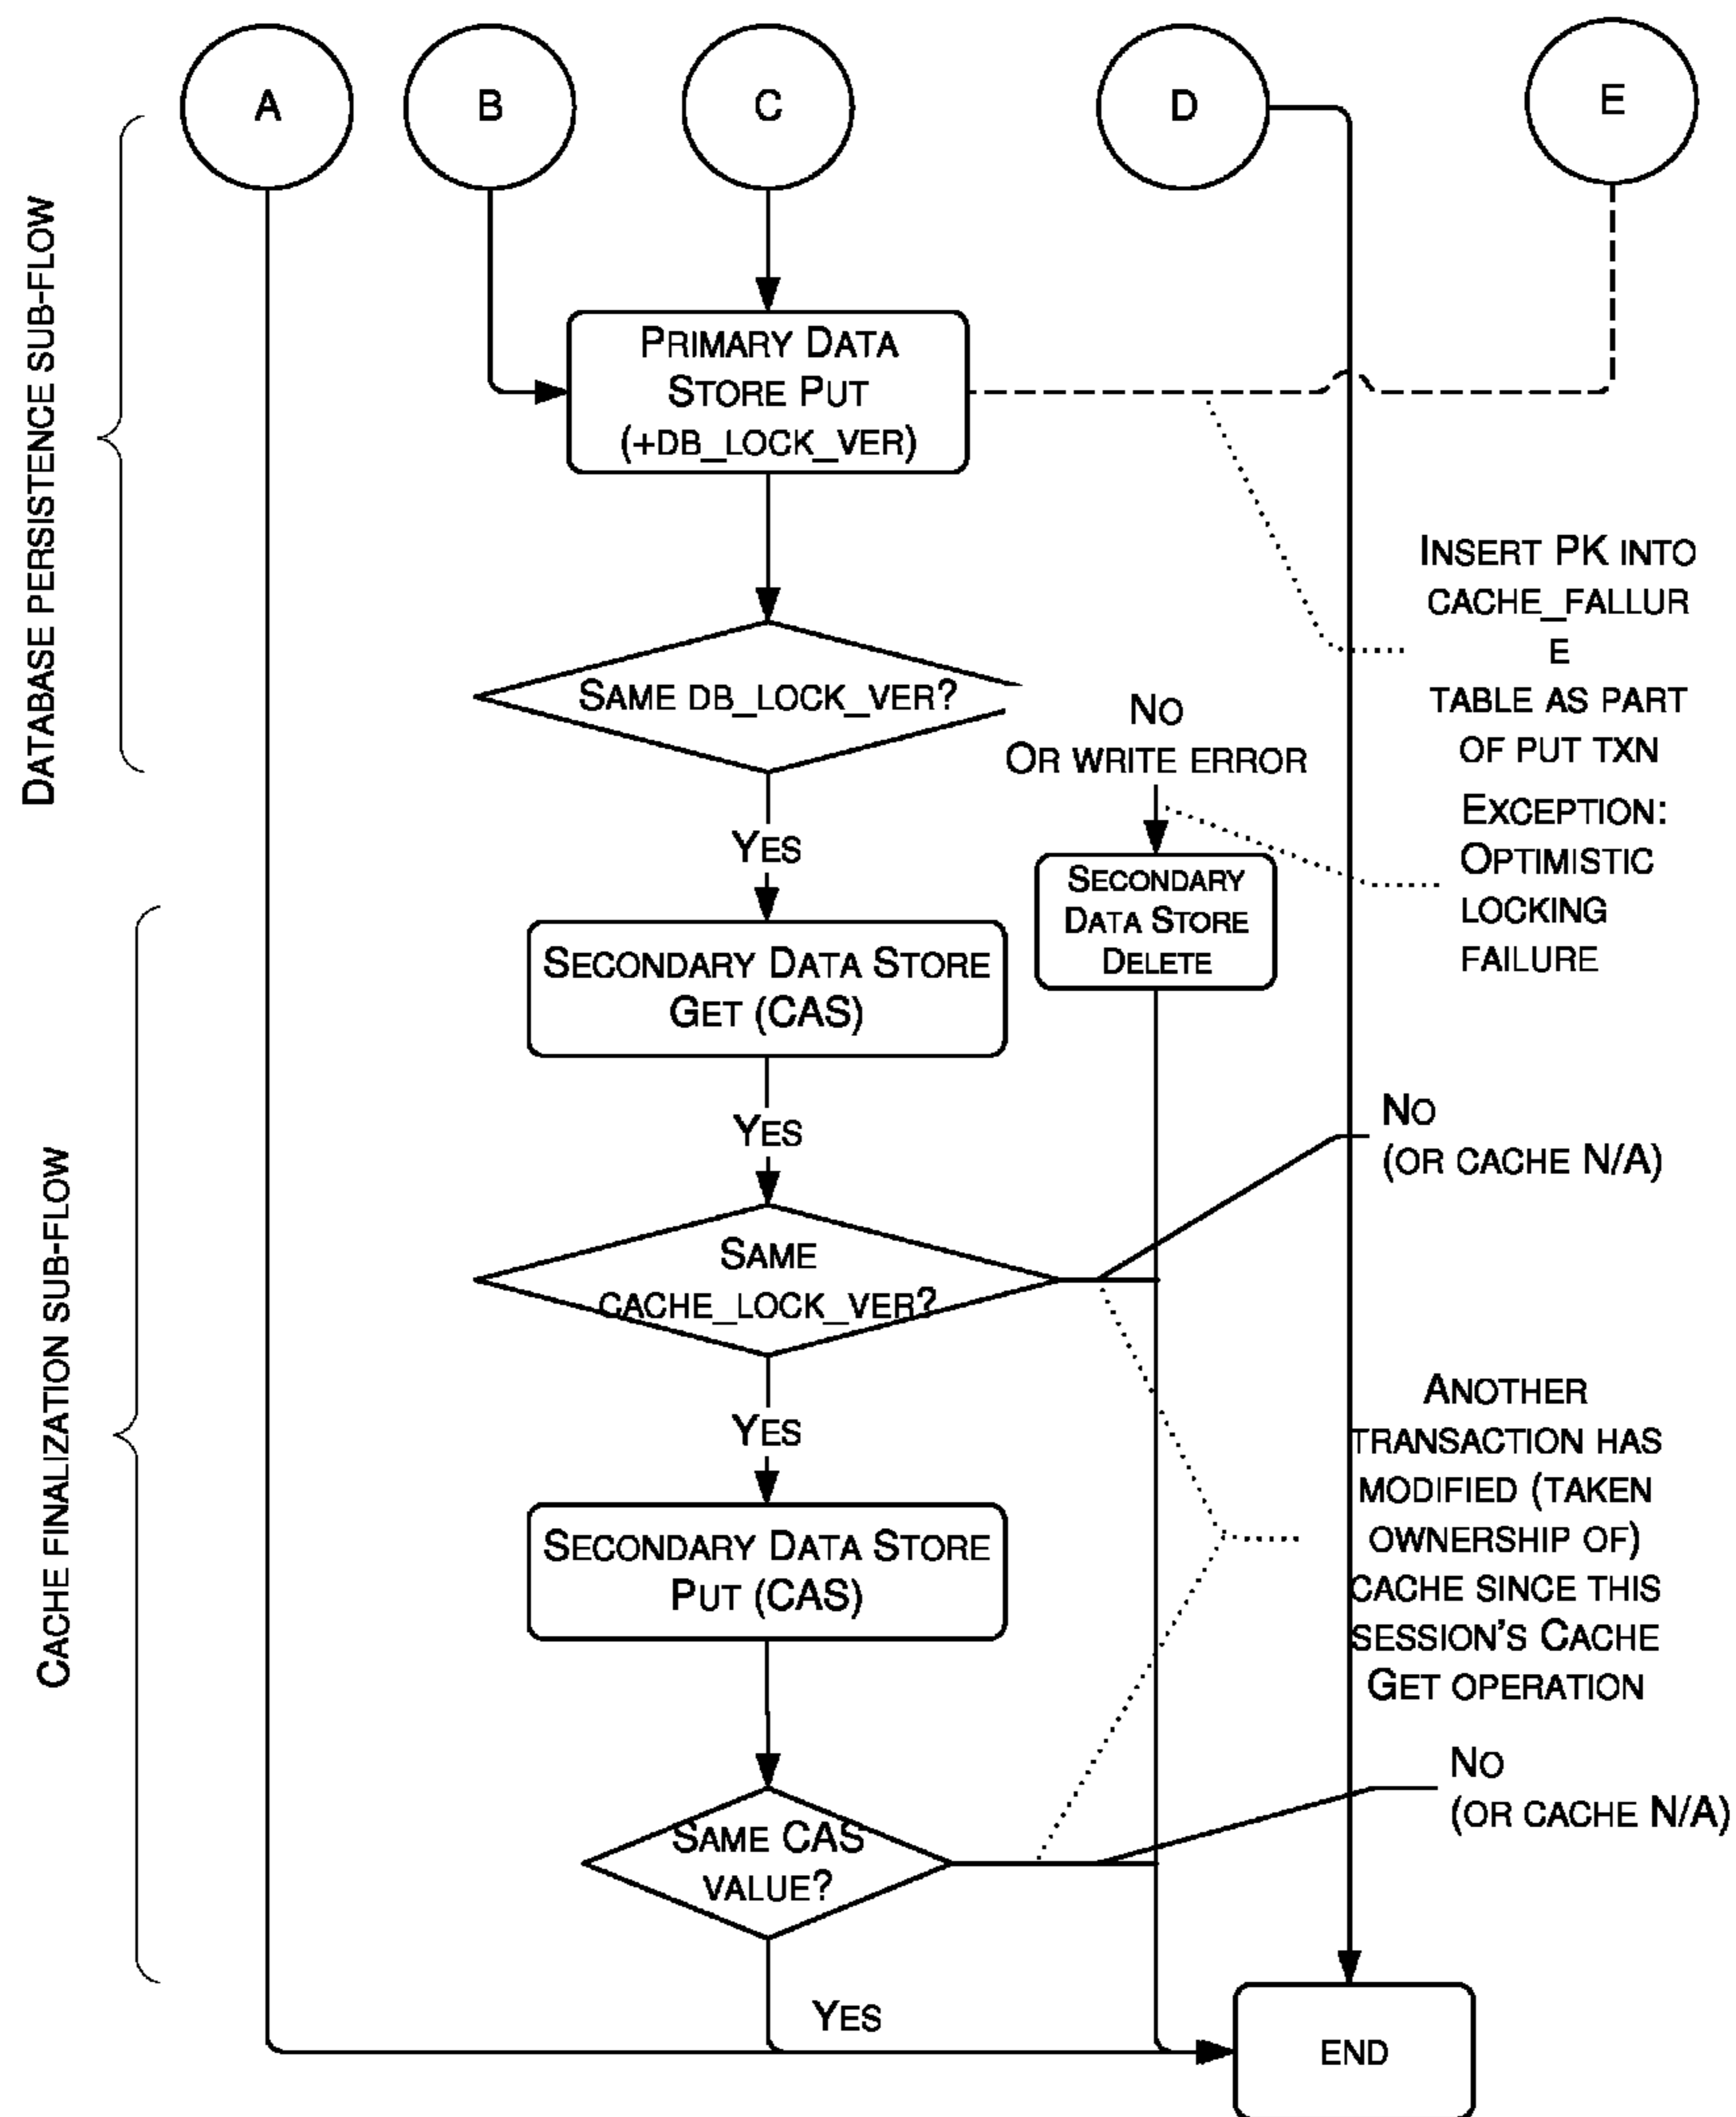 A
B
C
D
E
DATABASE PERSISTENCE SUB-FLOW
PRIMARY DATA
STORE PUT
(+DB_LOCK_VER)
INSERT PK INTO
CACHE_FALLUR
E
TABLE AS PART
OF PUT TXN
SAME DB_LOCK_VER?
NO
OR WRITE ERROR
EXCEPTION:
OPTIMISTIC
LOCKING
FAILURE
YES
SECONDARY
DATA STORE
DELETE
CACHE FINALIZATION SUB-FLOW
SECONDARY DATA STORE
GET (CAS)
YES
NO
(OR CACHE N/A)
SAME
CACHE_LOCK_VER?
YES
ANOTHER
TRANSACTION HAS
MODIFIED (TAKEN
OWNERSHIP OF)
CACHE SINCE THIS
SESSION'S CACHE
GET OPERATION
SECONDARY DATA STORE
PUT (CAS)
NO
(OR CACHE N/A)
SAME CAS
VALUE?
YES
END